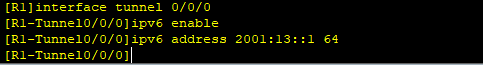 [R1]interface tunnel 0/0/0
[R1-Tunnel0/0/0]ipv6 enable
[R1-Tunnel0/0/0]ipv6 address 2001:13::1 64
[R1-Tunnel0/0/0]